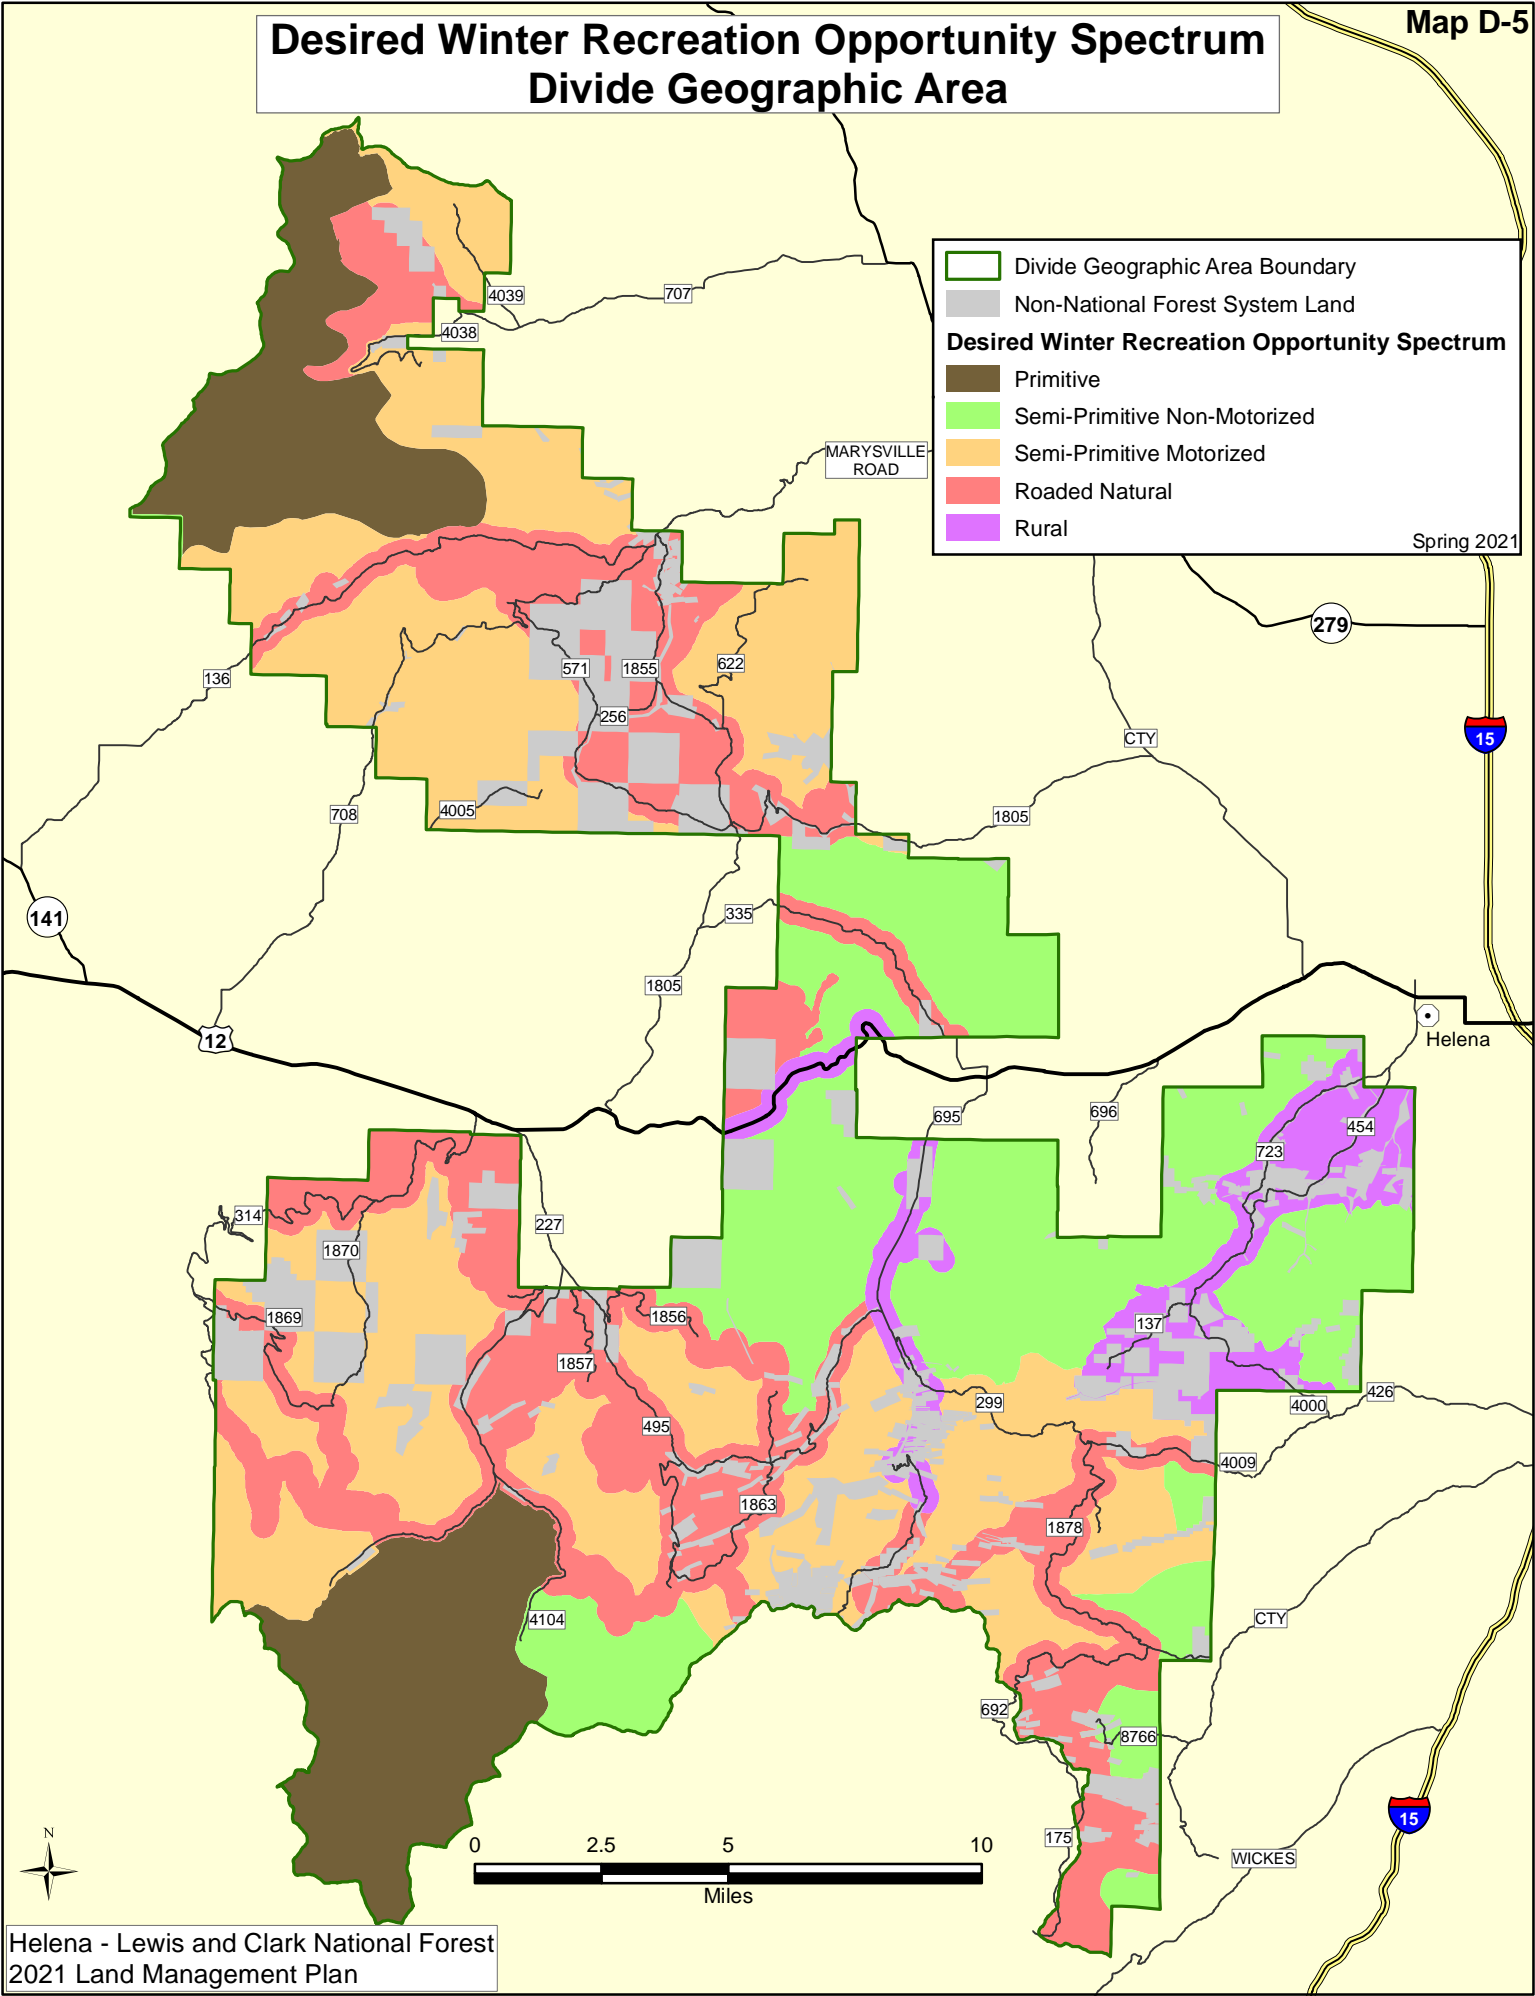 Map D-5
Desired Winter Recreation Opportunity Spectrum
Divide Geographic Area
Divide Geographic Area Boundary
Non-National Forest System Land
Desired Winter Recreation Opportunity Spectrum
Primitive
Semi-Primitive Non-Motorized
Semi-Primitive Motorized
Roaded Natural
Rural
Spring 2021
4039
707
4038
MARYSVILLE
ROAD
279
136
571
1855
622
256
15
CTY
708
4005
1805
141
335
1805
12
Helena
695
696
454
723
314
227
1870
1869
1856
137
1857
426
299
4000
495
4009
1863
1878
4104
CTY
692
8766
15
175
WICKES
N
0
2.5
5
10
Miles
Helena - Lewis and Clark National Forest
2021 Land Management Plan